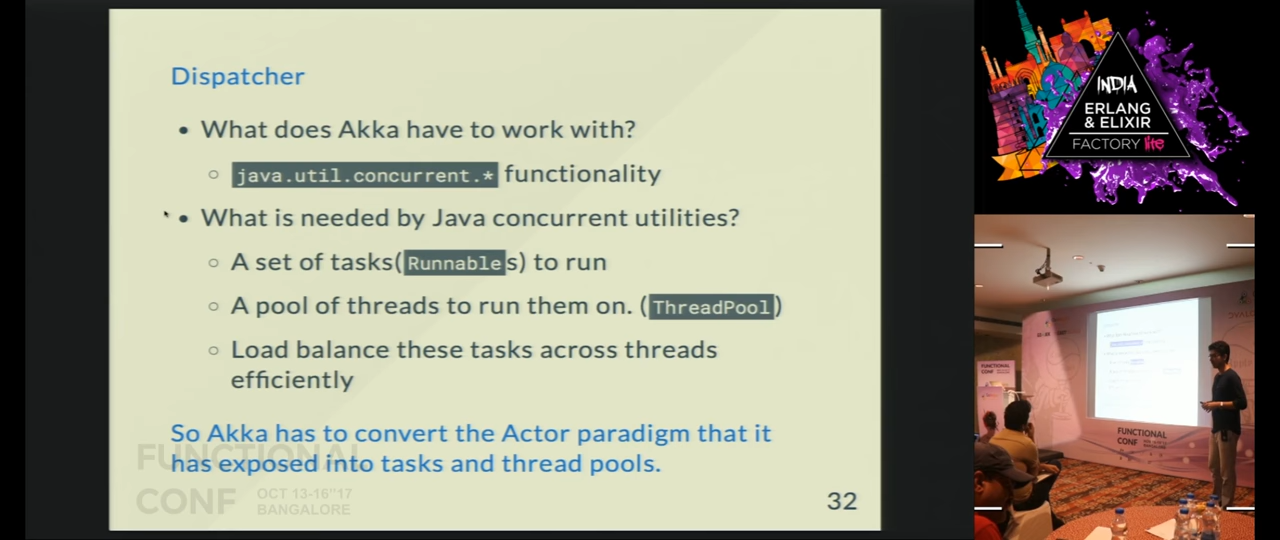 Dispatcher
• What does Akka have to work with?
○ java.util.concurrent.* functionality
• What is needed by Java concurrent utilities?
○ A set of tasks(Runnables) to run
○ A pool of threads to run them on. (ThreadPool)
○ Load balance these tasks across threads
efficiently
So Akka has to convert the Actor paradigm that it
has exposed into tasks and thread pools.
FUNCTIONAL
CONF OCT 13-16"17
BANGALORE
32
INDIA
ERLANG
& ELIXIR
FACTORY lite
FUNCTIONAL
CONF
FUNCTIONAL
CONF